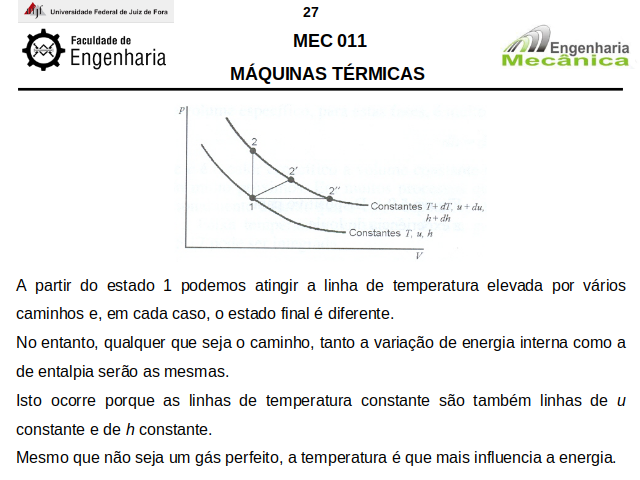 Universidade Federal de Juiz de Fora
27
Faculdade de
Engenharia
MEC 011
MÁQUINAS TÉRMICAS
Engenharia
Mecânica
P
2
2'
2''
1
Constantes T + dT, u + du,
h + dh
Constantes T, u, h
V
A partir do estado 1 podemos atingir a linha de temperatura elevada por vários
caminhos e, em cada caso, o estado final é diferente.
No entanto, qualquer que seja o caminho, tanto a variação de energia interna como a
de entalpia serão as mesmas.
Isto ocorre porque as linhas de temperatura constante são também linhas de u
constante e de h constante.
Mesmo que não seja um gás perfeito, a temperatura é que mais influencia a energia.